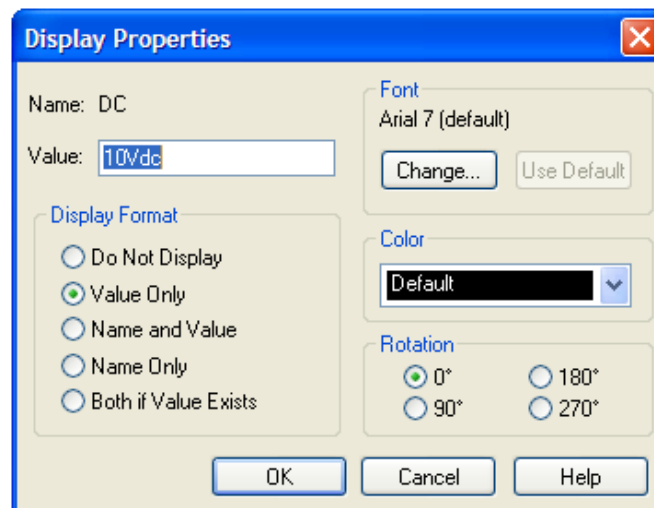 Display Properties
Name: DC
Value: 10Vdc
Display Format
Do Not Display
Value Only
Name and Value
Name Only
Both if Value Exists
Font
Arial 7 (default)
Change... Use Default
Color
Default
Rotation
0° 180°
90° 270°
OK Cancel Help